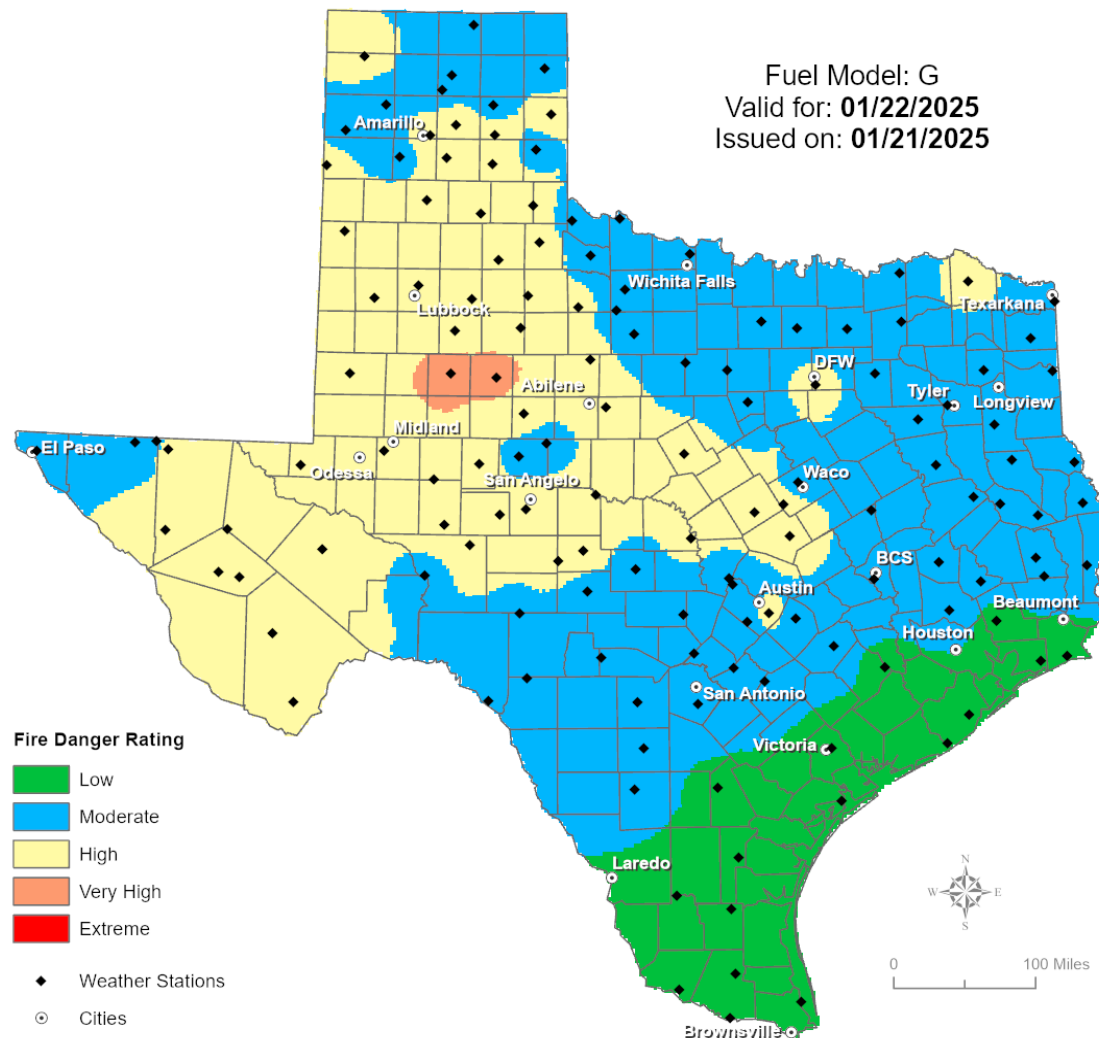 Fuel Model: G
Valid for: 01/22/2025
Issued on: 01/21/2025
Amarillo
Wichita Falls
Lubbock
Texarkana
DFW
Abilene
Tyler
Longview
El Paso
Midland
Odessa
San Angelo
Waco
BCS
Austin
Beaumont
Houston
San Antonio
Victoria
Laredo
Brownsville
Fire Danger Rating
Low
Moderate
High
Very High
Extreme
Weather Stations
Cities
N
W E
S
0 100 Miles